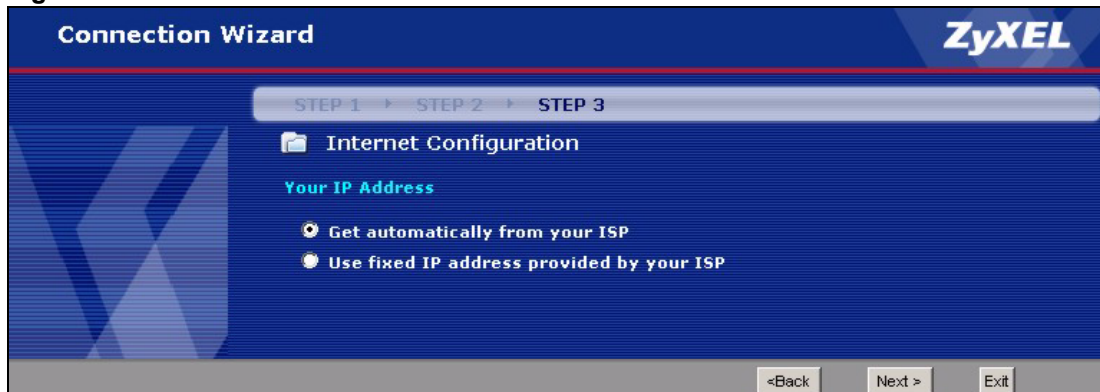 Connection Wizard
ZyXEL
STEP 1 STEP 2 STEP 3
Internet Configuration
Your IP Address
Get automatically from your ISP
Use fixed IP address provided by your ISP
<Back Next > Exit